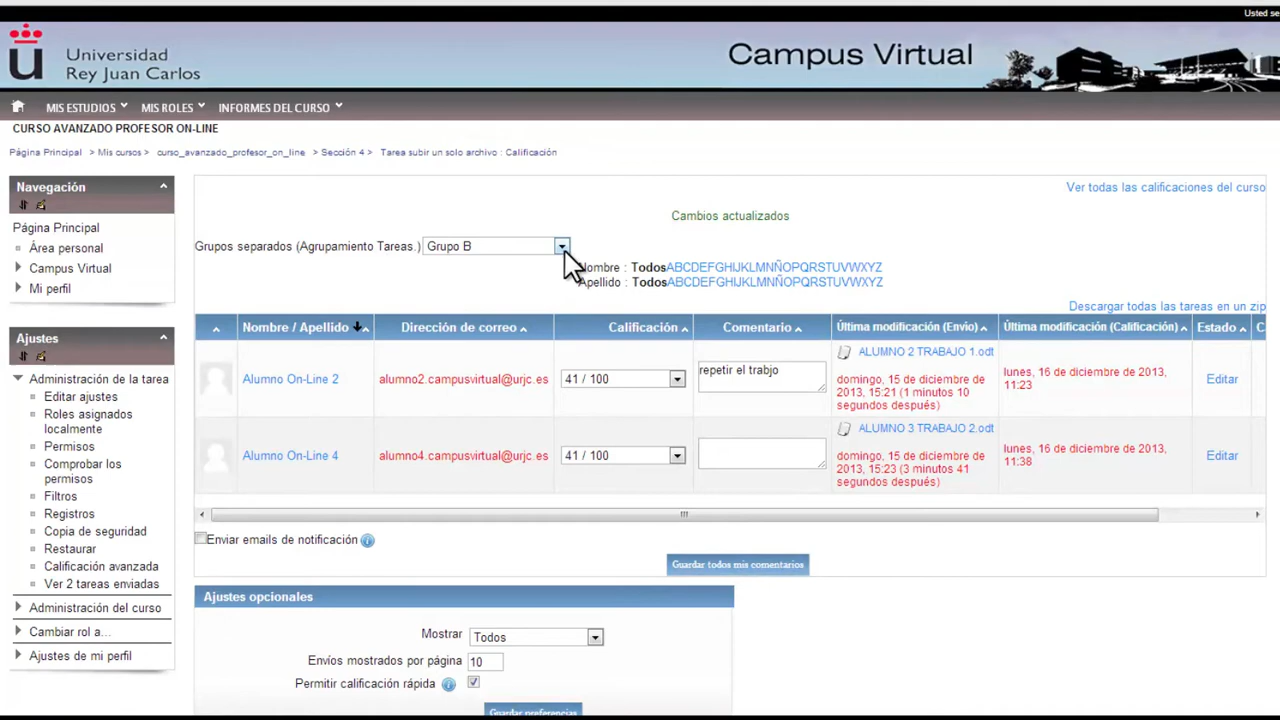 Usted se
Universidad
Rey Juan Carlos
Campus Virtual
MIS ESTUDIOS MIS ROLES INFORMES DEL CURSO
CURSO AVANZADO PROFESOR ON-LINE
Página Principal > Mis cursos > curso_avanzado_profesor_on_line > Sección 4 > Tarea subir un solo archivo : Calificación
Navegación
Página Principal
Área personal
Campus Virtual
Mi perfil
Ajustes
Administración de la tarea
Editar ajustes
Roles asignados
localmente
Permisos
Comprobar los
permisos
Filtros
Registros
Copia de seguridad
Restaurar
Calificación avanzada
Ver 2 tareas enviadas
Administración del curso
Cambiar rol a...
Ajustes de mi perfil
Ver todas las calificaciones del curso
Cambios actualizados
Grupos separados (Agrupamiento Tareas.) Grupo B
Nombre : TodosABCDEFGHIJKLMNÑOPQRSTUVWXYZ
Apellido : TodosABCDEFGHIJKLMNÑOPQRSTUVWXYZ
Descargar todas las tareas en un zip
Nombre / Apellido Dirección de correo Calificación Comentario Última modificación (Envío) Última modificación (Calificación) Estado C
Alumno On-Line 2 alumno2.campusvirtual@urjc.es 41 / 100 repetir el trabjo
ALUMNO 2 TRABAJO 1.odt
domingo, 15 de diciembre de
2013, 15:21 (1 minutos 10
segundos después)
lunes, 16 de diciembre de 2013,
11:23
Editar
Alumno On-Line 4 alumno4.campusvirtual@urjc.es 41 / 100
ALUMNO 3 TRABAJO 2.odt
domingo, 15 de diciembre de
2013, 15:23 (3 minutos 41
segundos después)
lunes, 16 de diciembre de 2013,
11:38
Editar
Enviar emails de notificación
Guardar todos mis comentarios
Ajustes opcionales
Mostrar Todos
Envíos mostrados por página 10
Permitir calificación rápida
Guardar preferencias